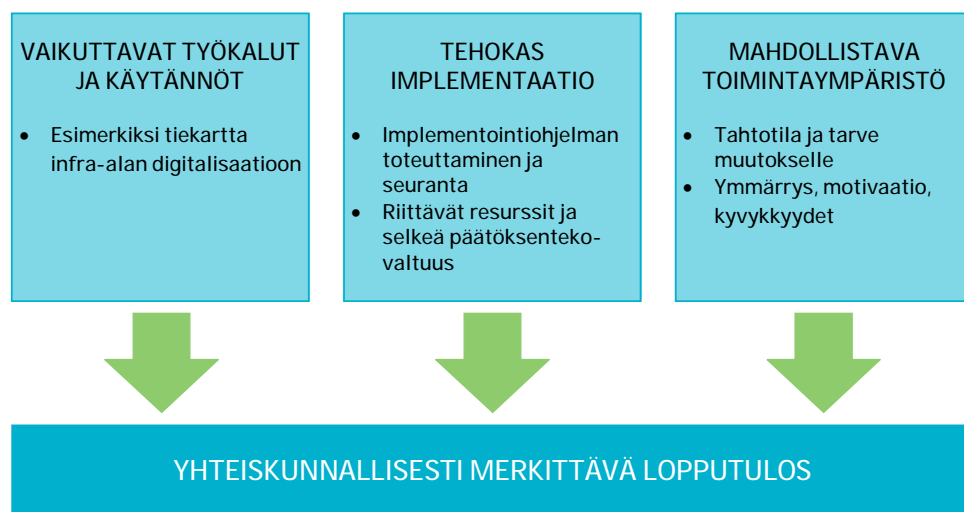 VAIKUTTAVAT TYÖKALUT
JA KÄYTÄNNÖT
• Esimerkiksi tiekartta
infra-alan digitalisaatioon
TEHOKAS
IMPLEMENTAATIO
• Implementointiohjelman
toteuttaminen ja
seuranta
• Riittävät resurssit ja
selkeä päätöksenteko-
valtuus
MAHDOLLISTAVA
TOIMINTAYMPÄRISTÖ
• Tahtotila ja tarve
muutokselle
• Ymmärrys, motivaatio,
kyvykkyydet
YHTEISKUNNALLISESTI MERKITTÄVÄ LOPPUTULOS